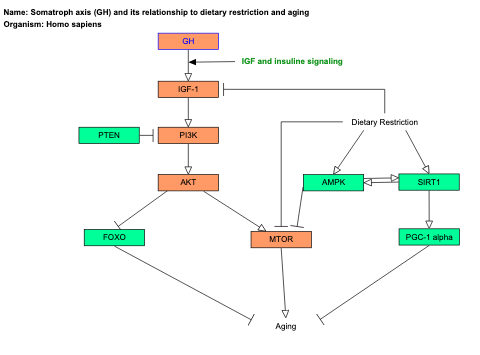 Name: Somatroph axis (GH) and its relationship to dietary restriction and aging
Organism: Homo sapiens
GH
IGF and insuline signaling
IGF-1
Dietary Restriction
PTEN
PI3K
AKT
AMPK
SIRT1
FOXO
MTOR
PGC-1 alpha
Aging